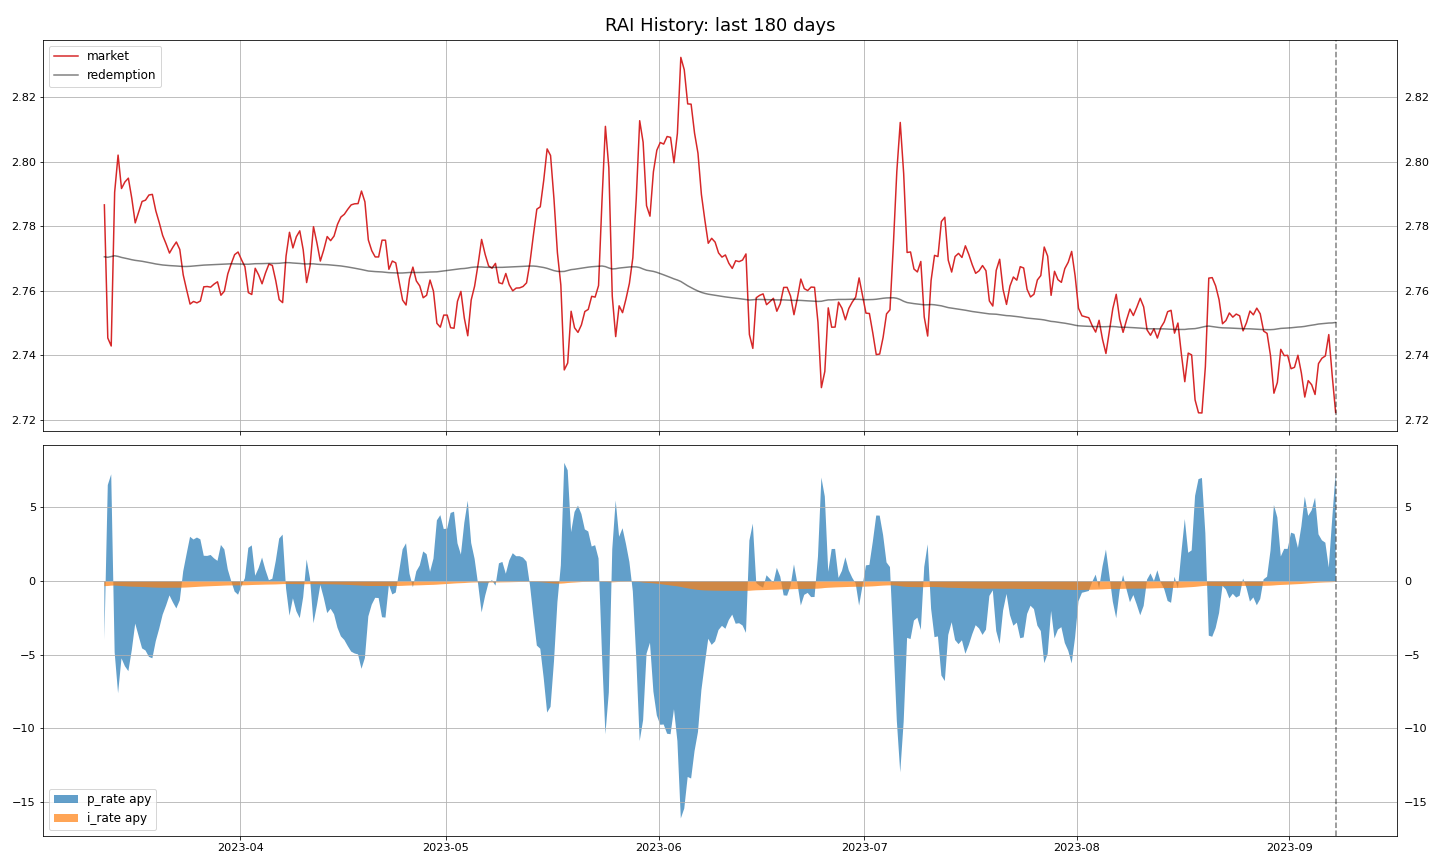 RAI History: last 180 days
market
redemption
2.82 2.82
2.80 2.80
2.78 2.78
2.76 2.76
2.74 2.74
2.72 2.72
5 5
0 0
−5 −5
−10 −10
−15 −15
p_rate apy
i_rate apy
2023-04 2023-05 2023-06 2023-07 2023-08 2023-09